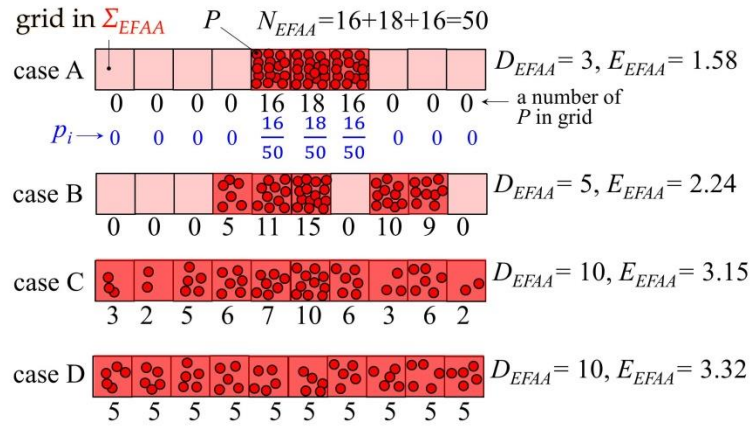 grid in Σ_EFAA P N_EFAA=16+18+16=50
case A D_EFAA= 3, E_EFAA= 1.58
0 0 0 0 16 18 16 0 0 0 ← a number of P in grid
p_i→ 0 0 0 0 16/50 18/50 16/50 0 0 0
case B D_EFAA= 5, E_EFAA= 2.24
0 0 0 5 11 15 0 10 9 0
case C D_EFAA= 10, E_EFAA= 3.15
3 2 5 6 7 10 6 3 6 2
case D D_EFAA= 10, E_EFAA= 3.32
5 5 5 5 5 5 5 5 5 5